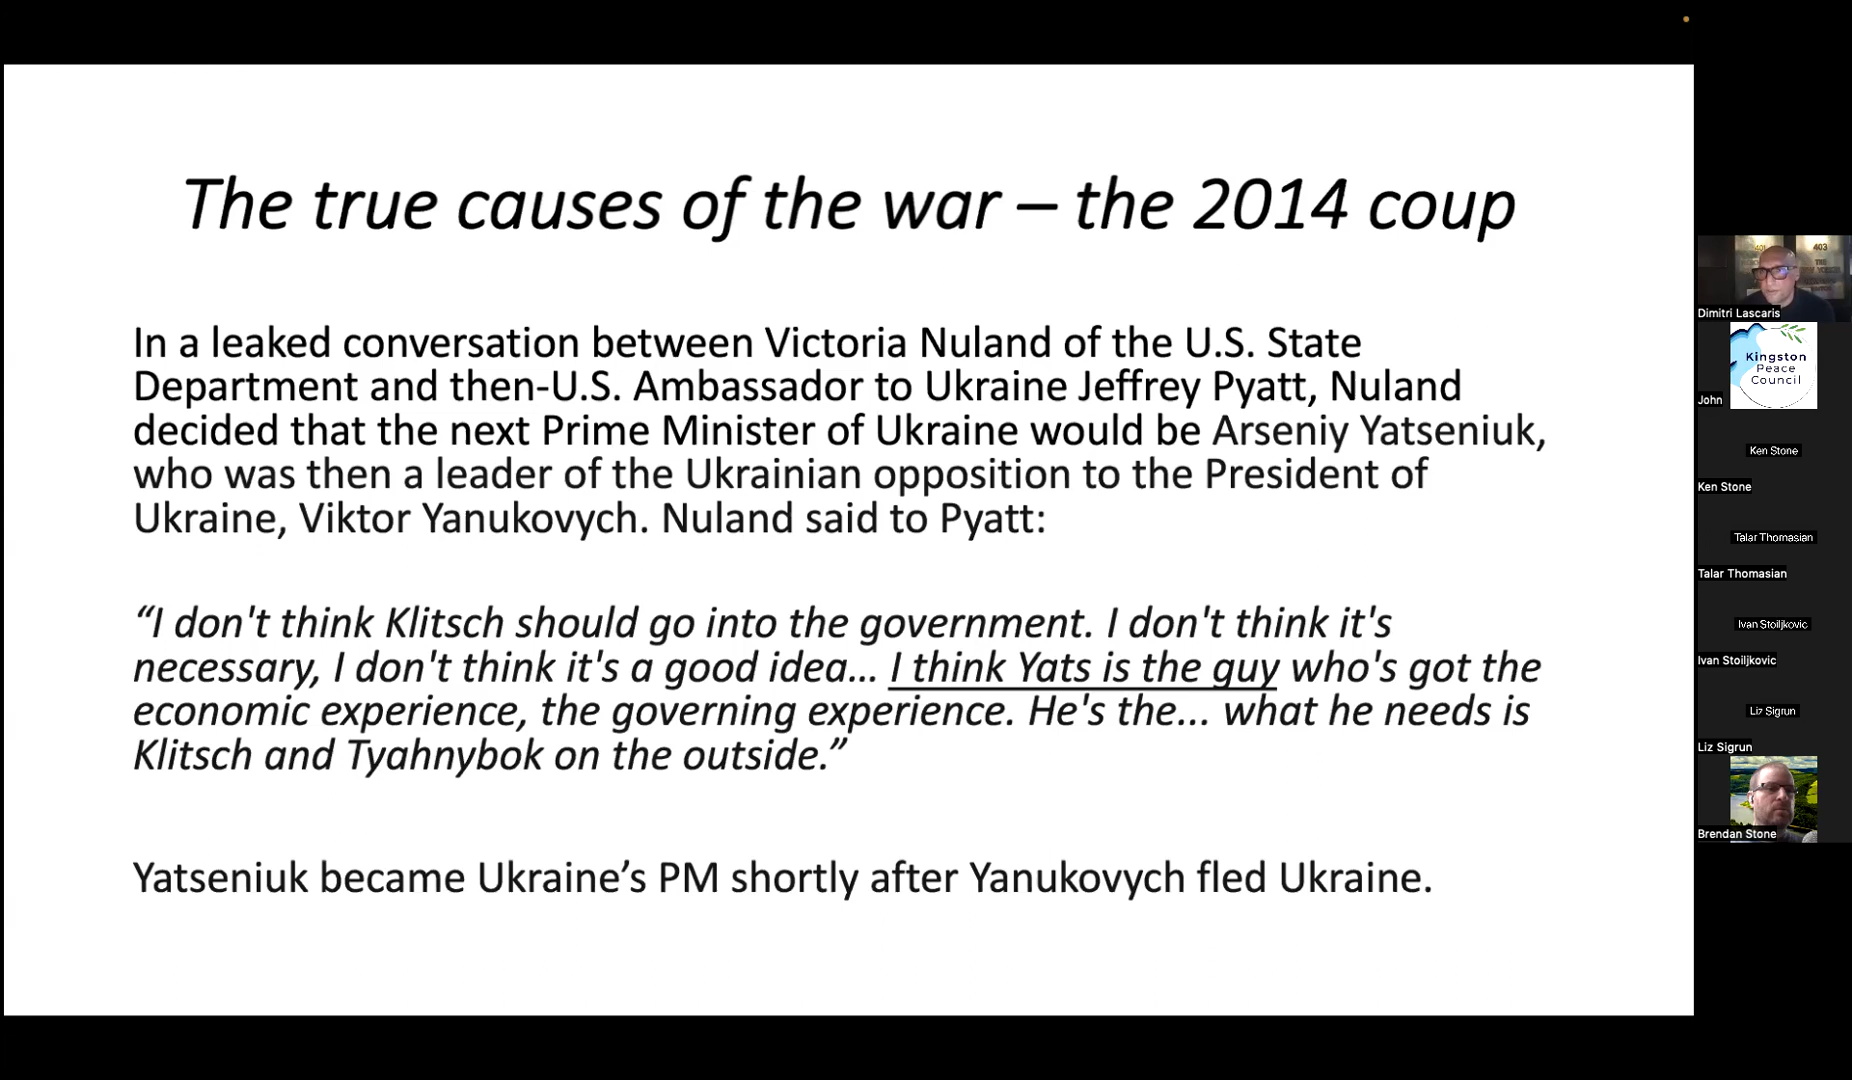 The true causes of the war – the 2014 coup
In a leaked conversation between Victoria Nuland of the U.S. State
Department and then-U.S. Ambassador to Ukraine Jeffrey Pyatt, Nuland
decided that the next Prime Minister of Ukraine would be Arseniy Yatseniuk,
who was then a leader of the Ukrainian opposition to the President of
Ukraine, Viktor Yanukovych. Nuland said to Pyatt:
“I don't think Klitsch should go into the government. I don't think it's
necessary, I don't think it's a good idea... I think Yats is the guy who's got the
economic experience, the governing experience. He's the... what he needs is
Klitsch and Tyahnybok on the outside.”
Yatseniuk became Ukraine’s PM shortly after Yanukovych fled Ukraine.
403
Dimitri Lascaris
Kingston
Peace
Council
John
Ken Stone
Ken Stone
Talar Thomasian
Talar Thomasian
Ivan Stoiljkovic
Ivan Stoiljkovic
Liz Sigrun
Liz Sigrun
Brendan Stone